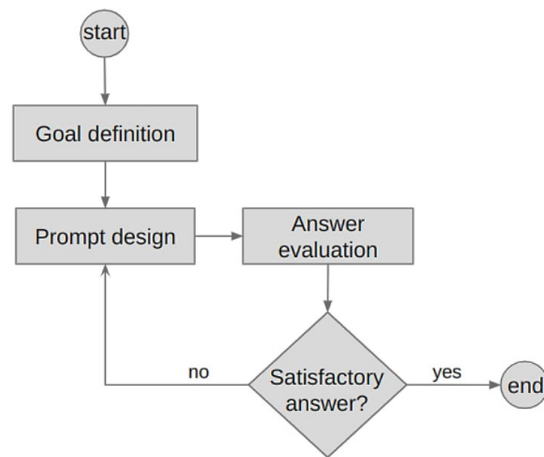 start
Goal definition
Prompt design
Answer
evaluation
Satisfactory
answer?
no
yes
end